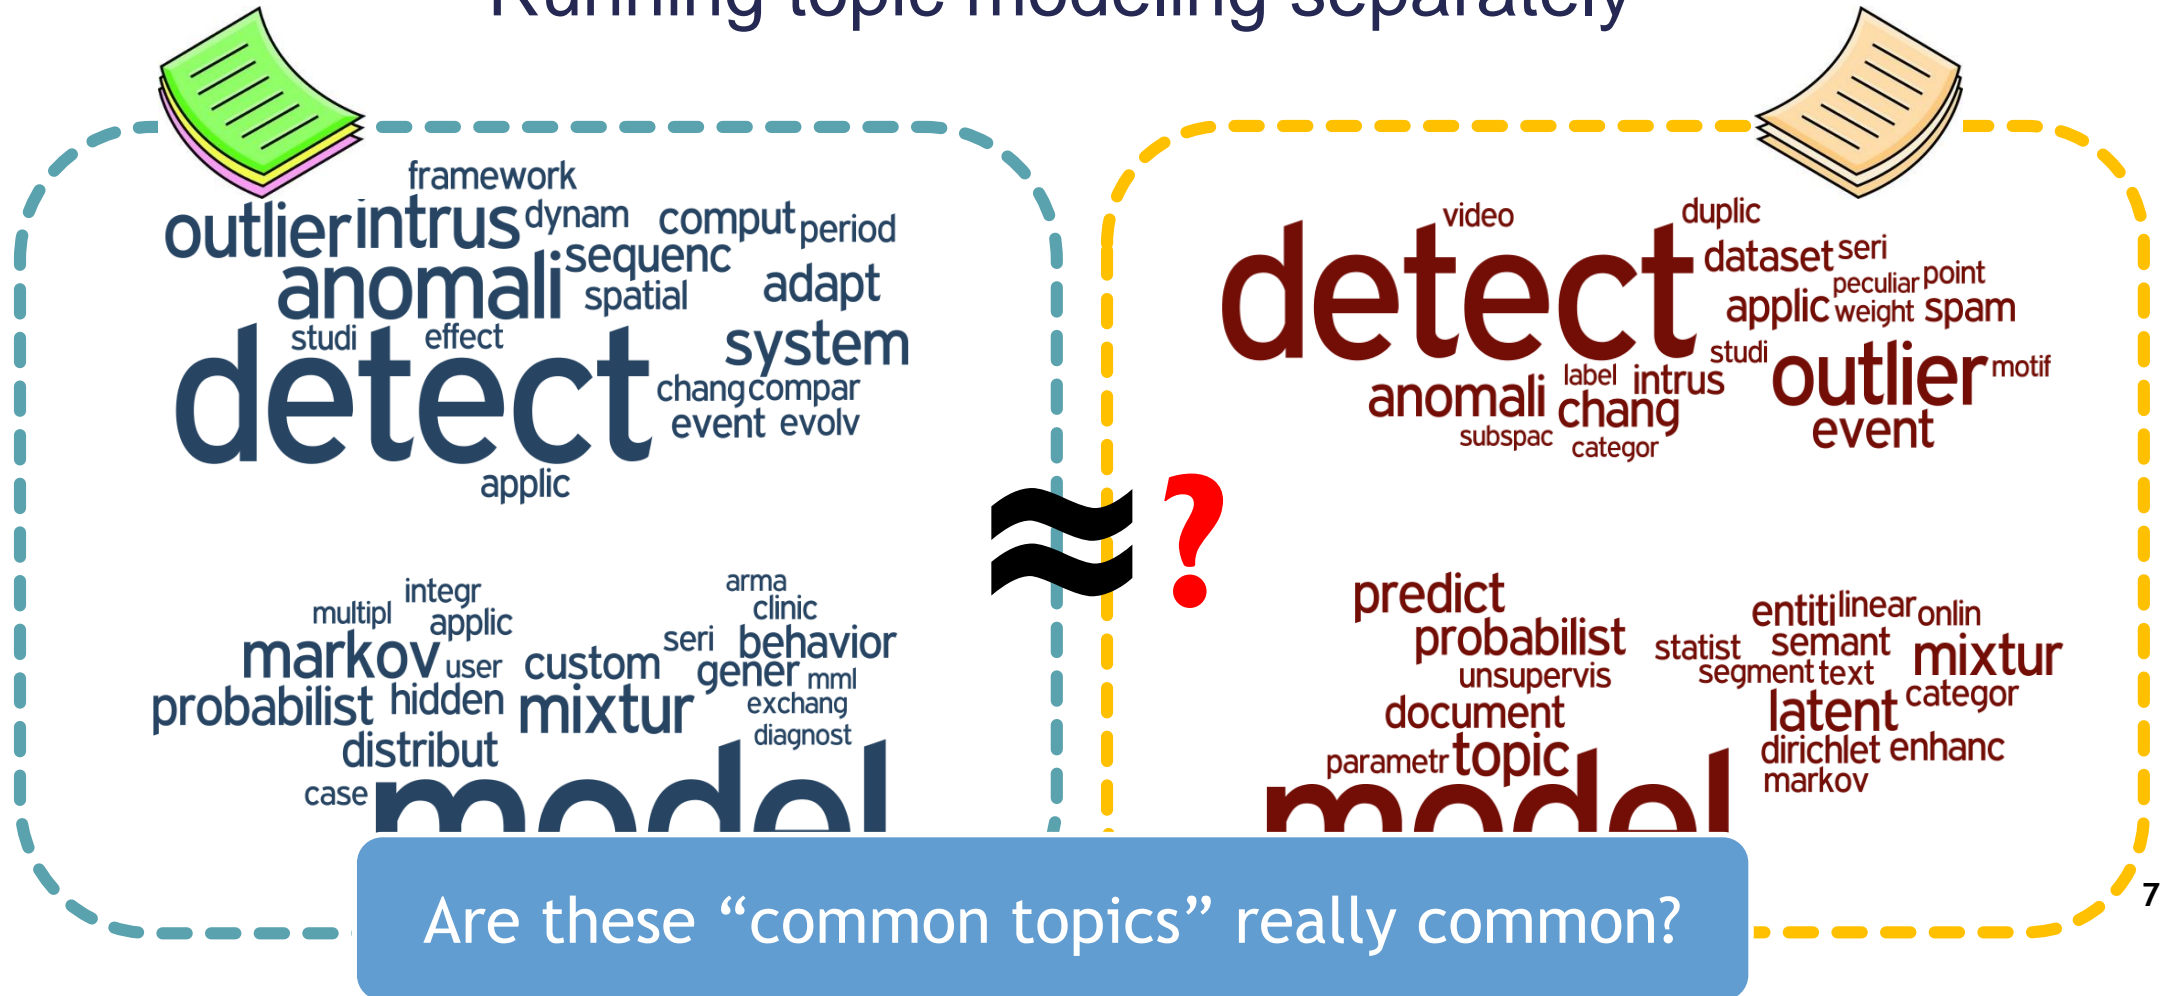 Running topic modeling separately
framework
outlier intrus dynam comput period
anomali sequenc
spatial adapt
studi effect system
detect chang compar
event evolv
applic
video duplic
detect dataset seri
peculiar point
applic weight spam
studi outlier motif
anomali label intrus
chang event
subspac categor
≈ ?
integr arma
multipl applic clinic
markov user custom seri behavior
gener mml
probabilist hidden mixtur exchang
distribut diagnost
case model
predict entiti linear onlin
probabilist statist semant mixtur
unsupervis segment text
document latent categor
parametr topic dirichlet enhanc
markov
model
Are these “common topics” really common?
7